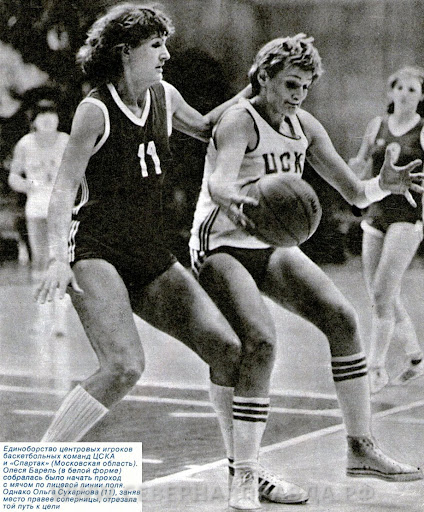 11
ЦСК
Единоборство центровых игроков
баскетбольных команд ЦСКА
и «Спартак» (Московская область).
Олеся Барель (в белой форме)
собралась было начать проход
с мячом по лицевой линии поля.
Однако Ольга Сухарнова (11), заняв
место правее соперницы, отрезала
той путь к цели